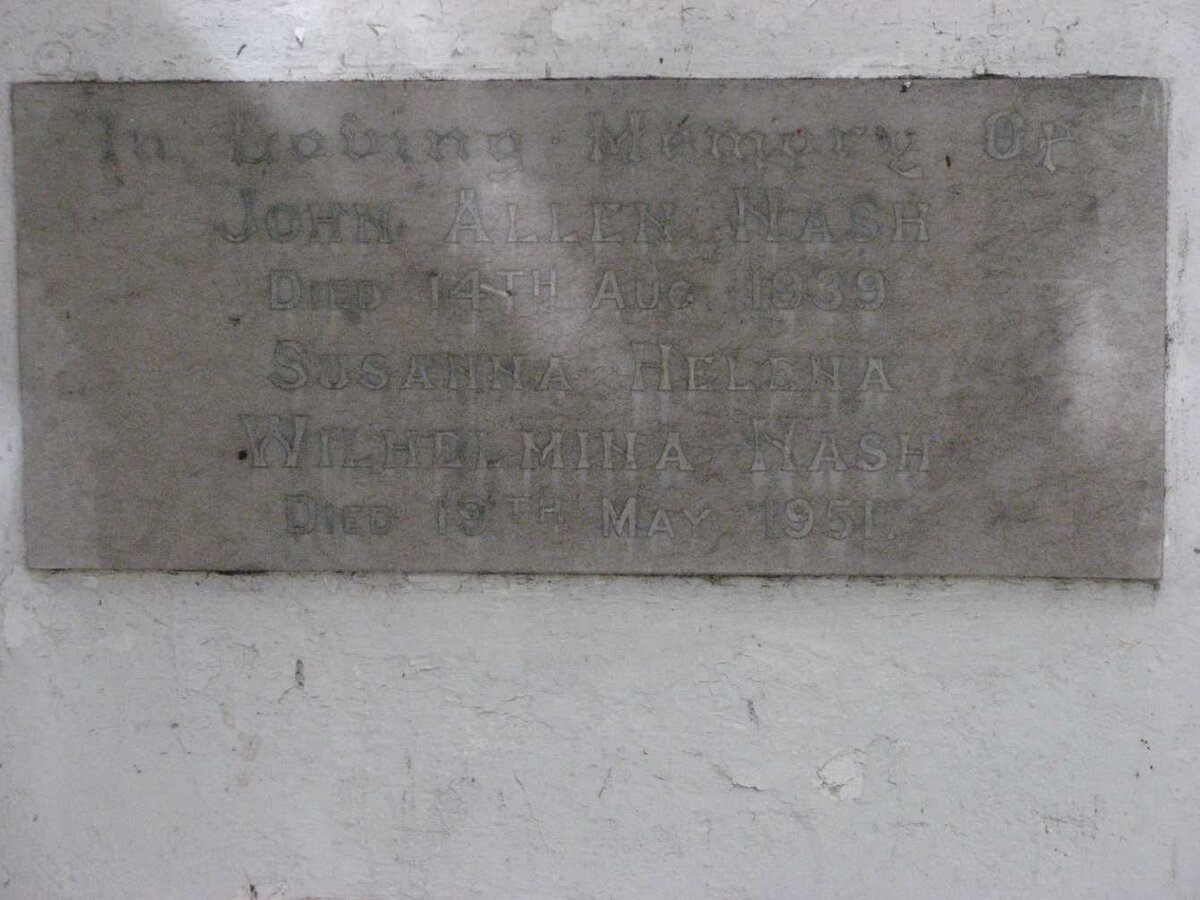 In Loving Memory Of
JOHN ALLEN NASH
DIED 14TH AUG 1939
SUSANNA HELENA
WILHELMINA NASH
DIED 19TH MAY 1951.